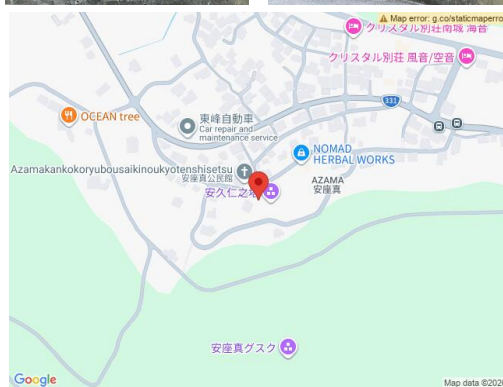 Map error: g.co/staticmaperro
クリスタル別荘南城 海音
クリスタル別荘 風音/空音
331
OCEAN tree
東峰自動車
Car repair and
maintenance service
NOMAD
HERBAL WORKS
Azamakankokoryubousaikinoukyotenshisetsu
安座真公民館
AZAMA
安座真
安久仁之
安座真グスク
Google
Map data ©202